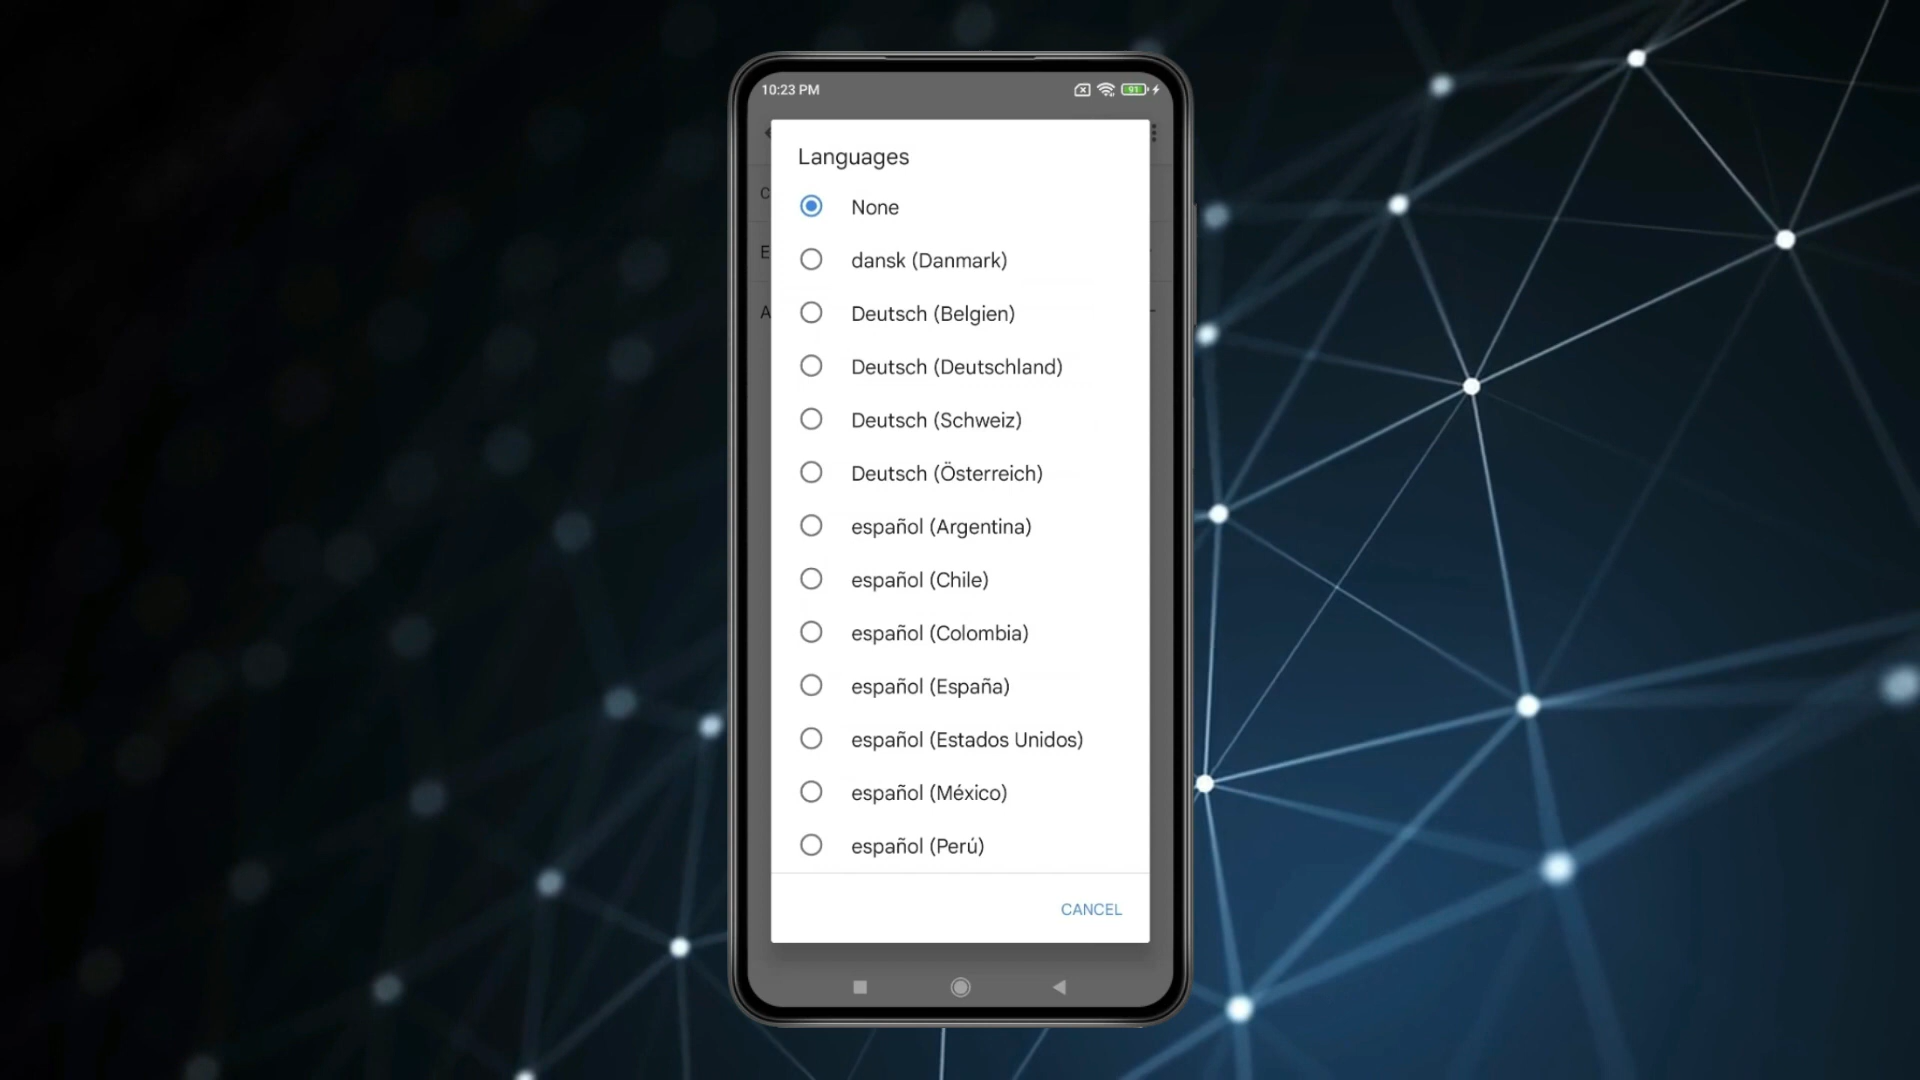 10:23 PM
91
Languages
None
dansk (Danmark)
Deutsch (Belgien)
Deutsch (Deutschland)
Deutsch (Schweiz)
Deutsch (Österreich)
español (Argentina)
español (Chile)
español (Colombia)
español (España)
español (Estados Unidos)
español (México)
español (Perú)
CANCEL